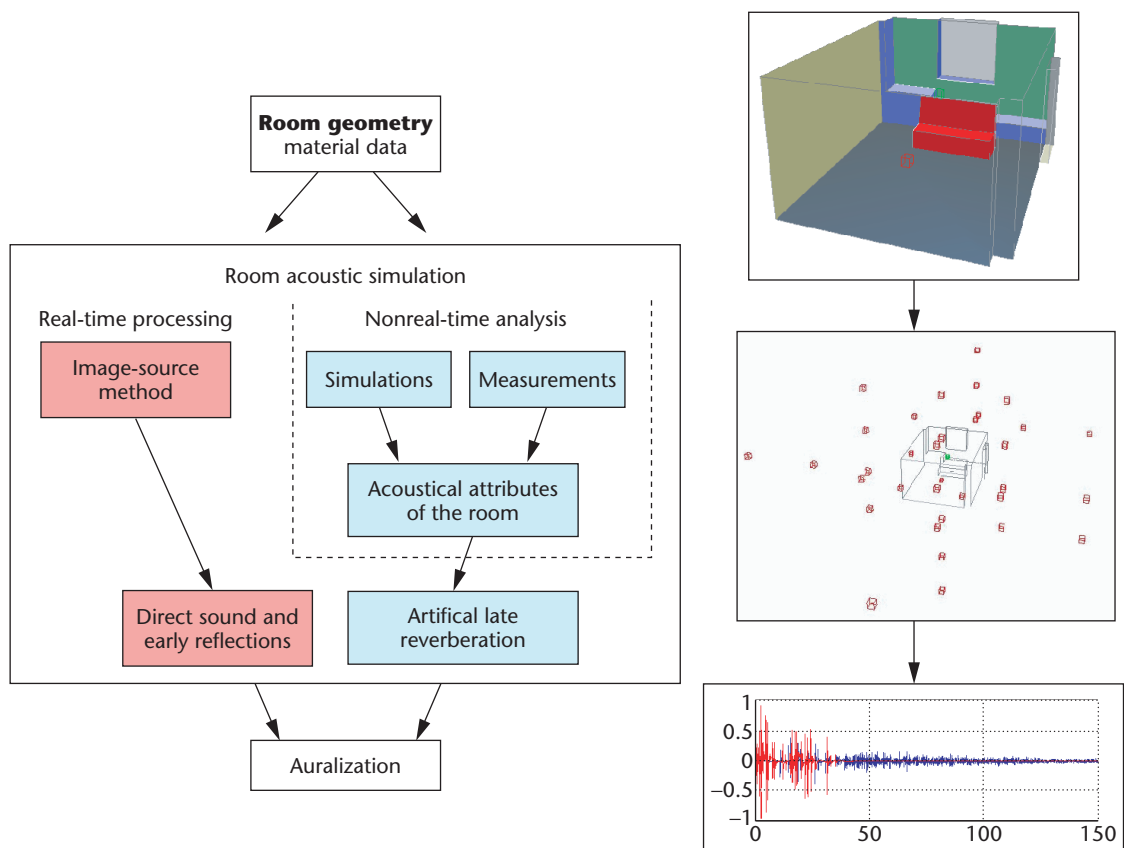 Room geometry
material data
Room acoustic simulation
Real-time processing
Nonreal-time analysis
Image-source
method
Simulations
Measurements
Acoustical attributes
of the room
Direct sound and
early reflections
Artifical late
reverberation
Auralization
1
0.5
0
−0.5
−1
0
50
100
150